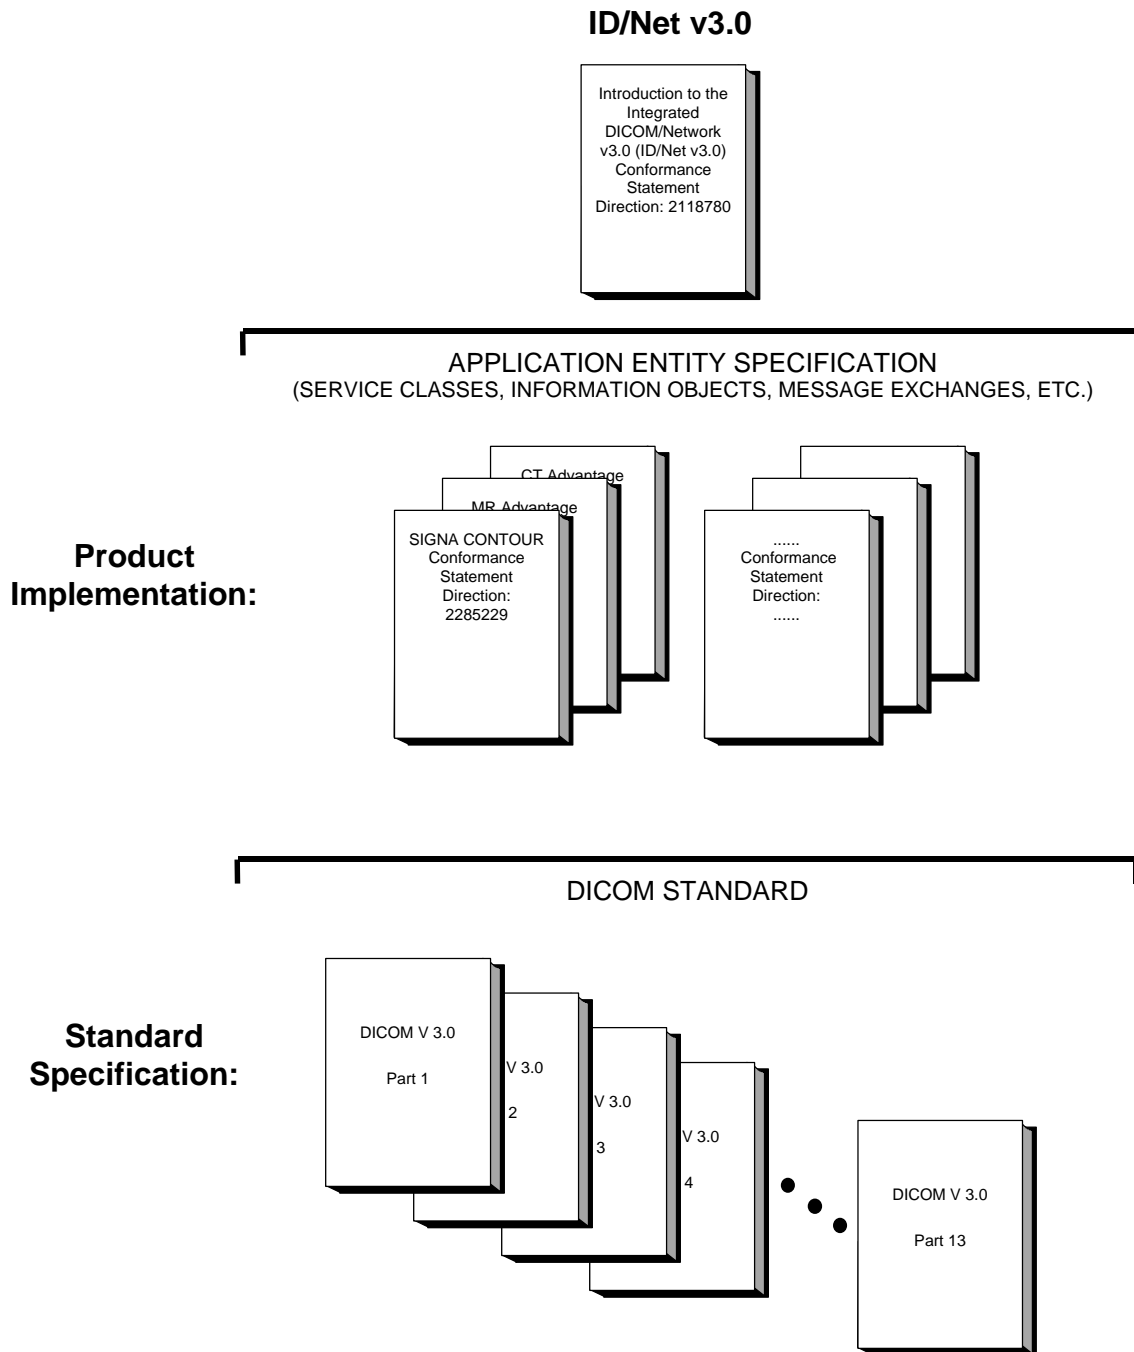 ID/Net v3.0
Introduction to the
Integrated
DICOM/Network
v3.0 (ID/Net v3.0)
Conformance
Statement
Direction: 2118780
APPLICATION ENTITY SPECIFICATION
(SERVICE CLASSES, INFORMATION OBJECTS, MESSAGE EXCHANGES, ETC.)
Product
Implementation:
CT Advantage
MR Advantage
SIGNA CONTOUR
Conformance
Statement
Direction:
2285229
......
Conformance
Statement
Direction:
......
DICOM STANDARD
Standard
Specification:
DICOM V 3.0
Part 1
V 3.0
2
V 3.0
3
V 3.0
4
DICOM V 3.0
Part 13